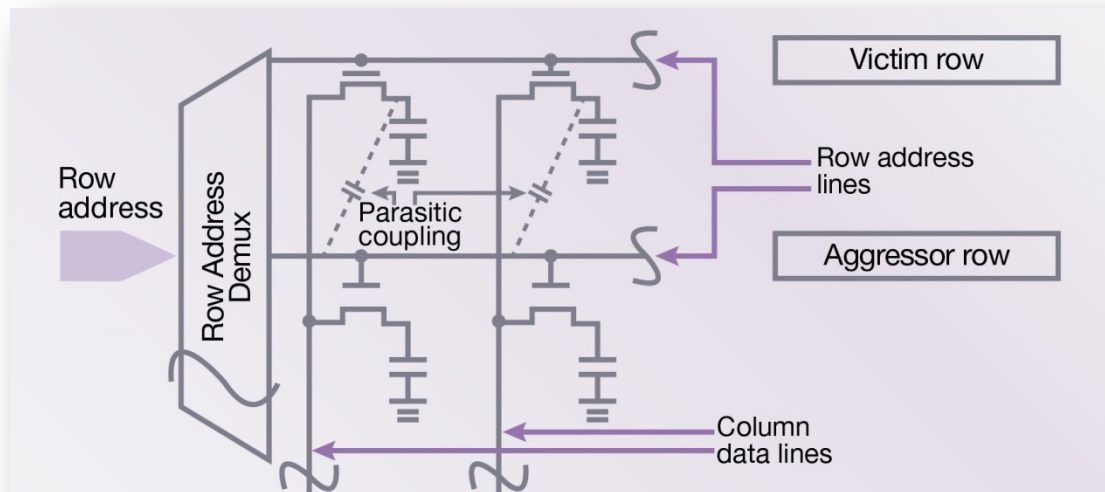 Victim row
Row address
lines
Row
address
Row Address
Demux
Parasitic
coupling
Aggressor row
Column
data lines